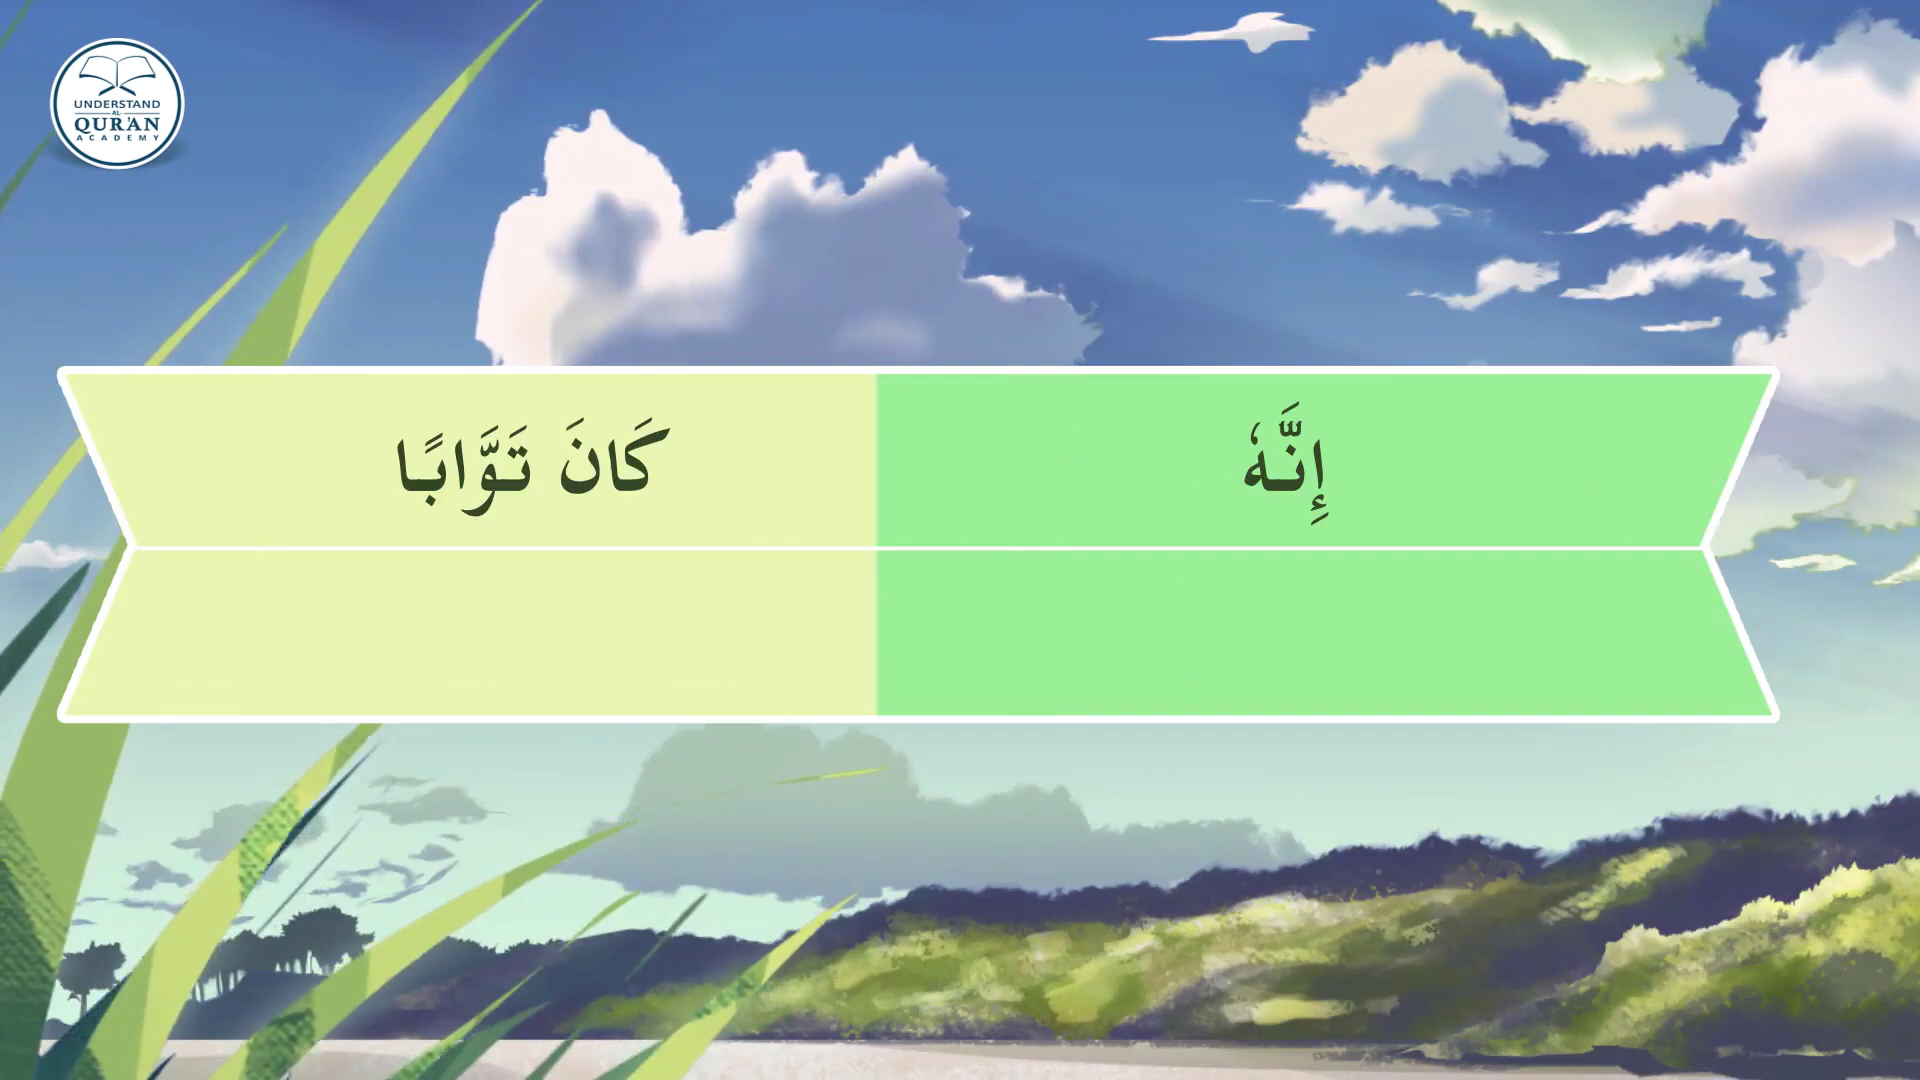 UNDERSTAND
AL-
QUR'AN
ACADEMY
إِنَّهٗ كَانَ تَوَّابًا